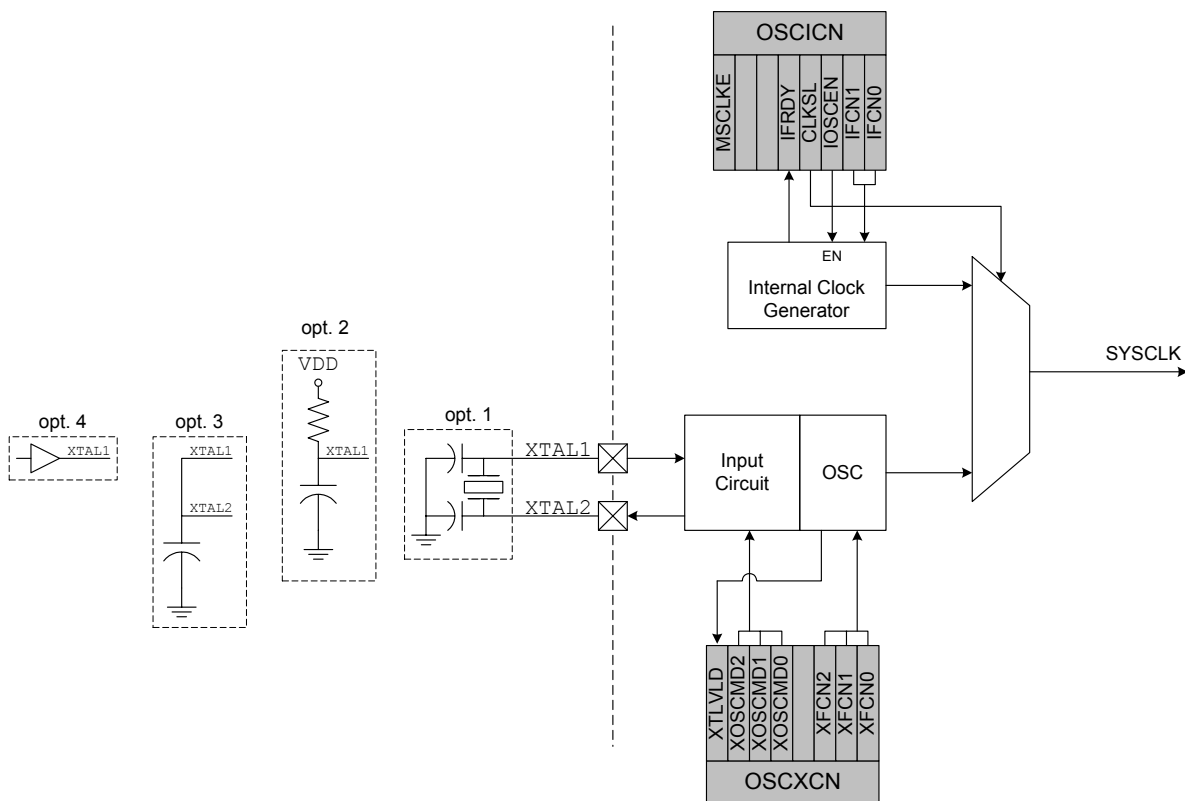 OSCICN
MSCLKE
IFRDY
CLKSL
IOSCEN
IFCN1
IFCN0
EN
Internal Clock
Generator
SYSCLK
opt. 4
XTAL1
opt. 3
XTAL1
XTAL2
opt. 2
VDD
XTAL1
opt. 1
XTAL1
XTAL2
Input
Circuit
OSC
XTLVLD
XOSCMD2
XOSCMD1
XOSCMD0
XFCN2
XFCN1
XFCN0
OSCXCN